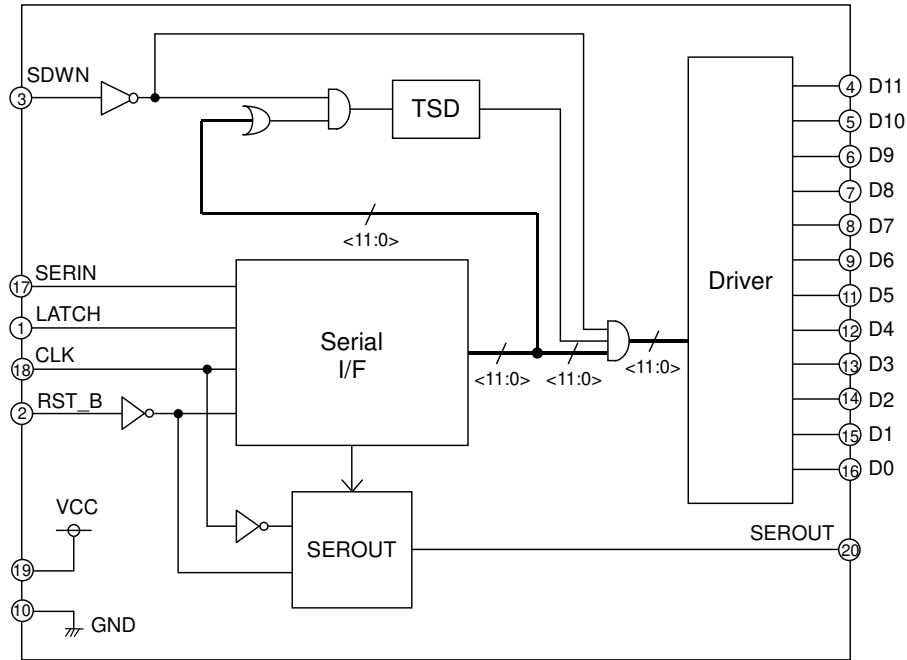 SDWN
3
TSD
<11:0>
4 D11
5 D10
6 D9
7 D8
8 D7
9 D6
11 D5
12 D4
13 D3
14 D2
15 D1
16 D0
Driver
17 SERIN
1 LATCH
18 CLK
2 RST_B
Serial
I/F
<11:0> <11:0> <11:0>
VCC
19
10 GND
SEROUT
SEROUT
20